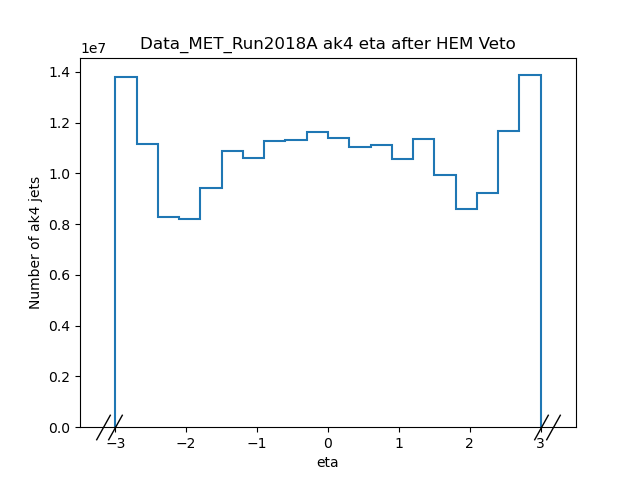 Data_MET_Run2018A ak4 eta after HEM Veto
1e7
1.4
1.2
1.0
0.8
0.6
0.4
0.2
0.0
Number of ak4 jets
−3 −2 −1 0 1 2 3
eta